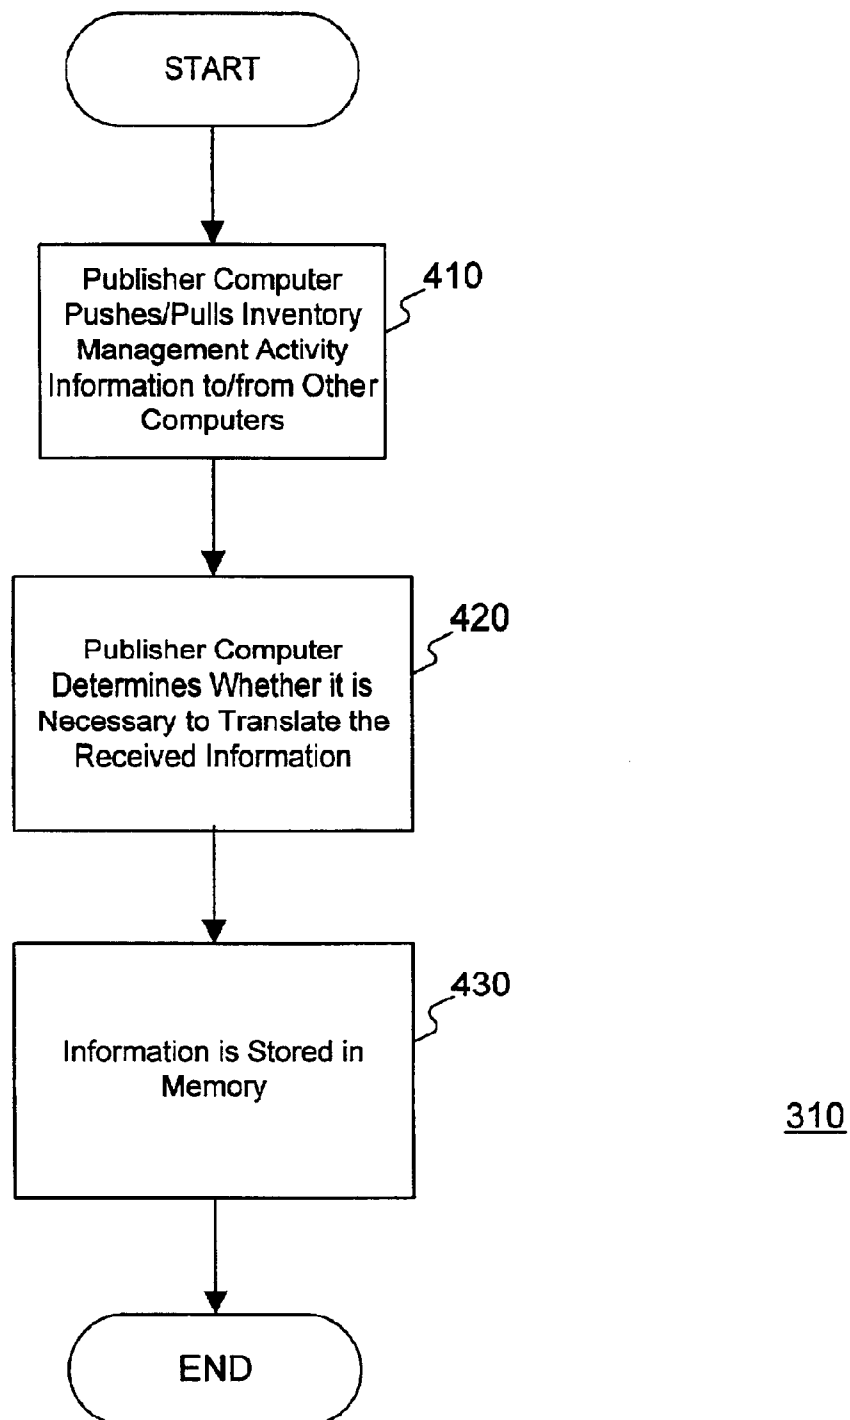 START
Publisher Computer
Pushes/Pulls Inventory
Management Activity
Information to/from Other
Computers
410
Publisher Computer
Determines Whether it is
Necessary to Translate the
Received Information
420
Information is Stored in
Memory
430
310
END